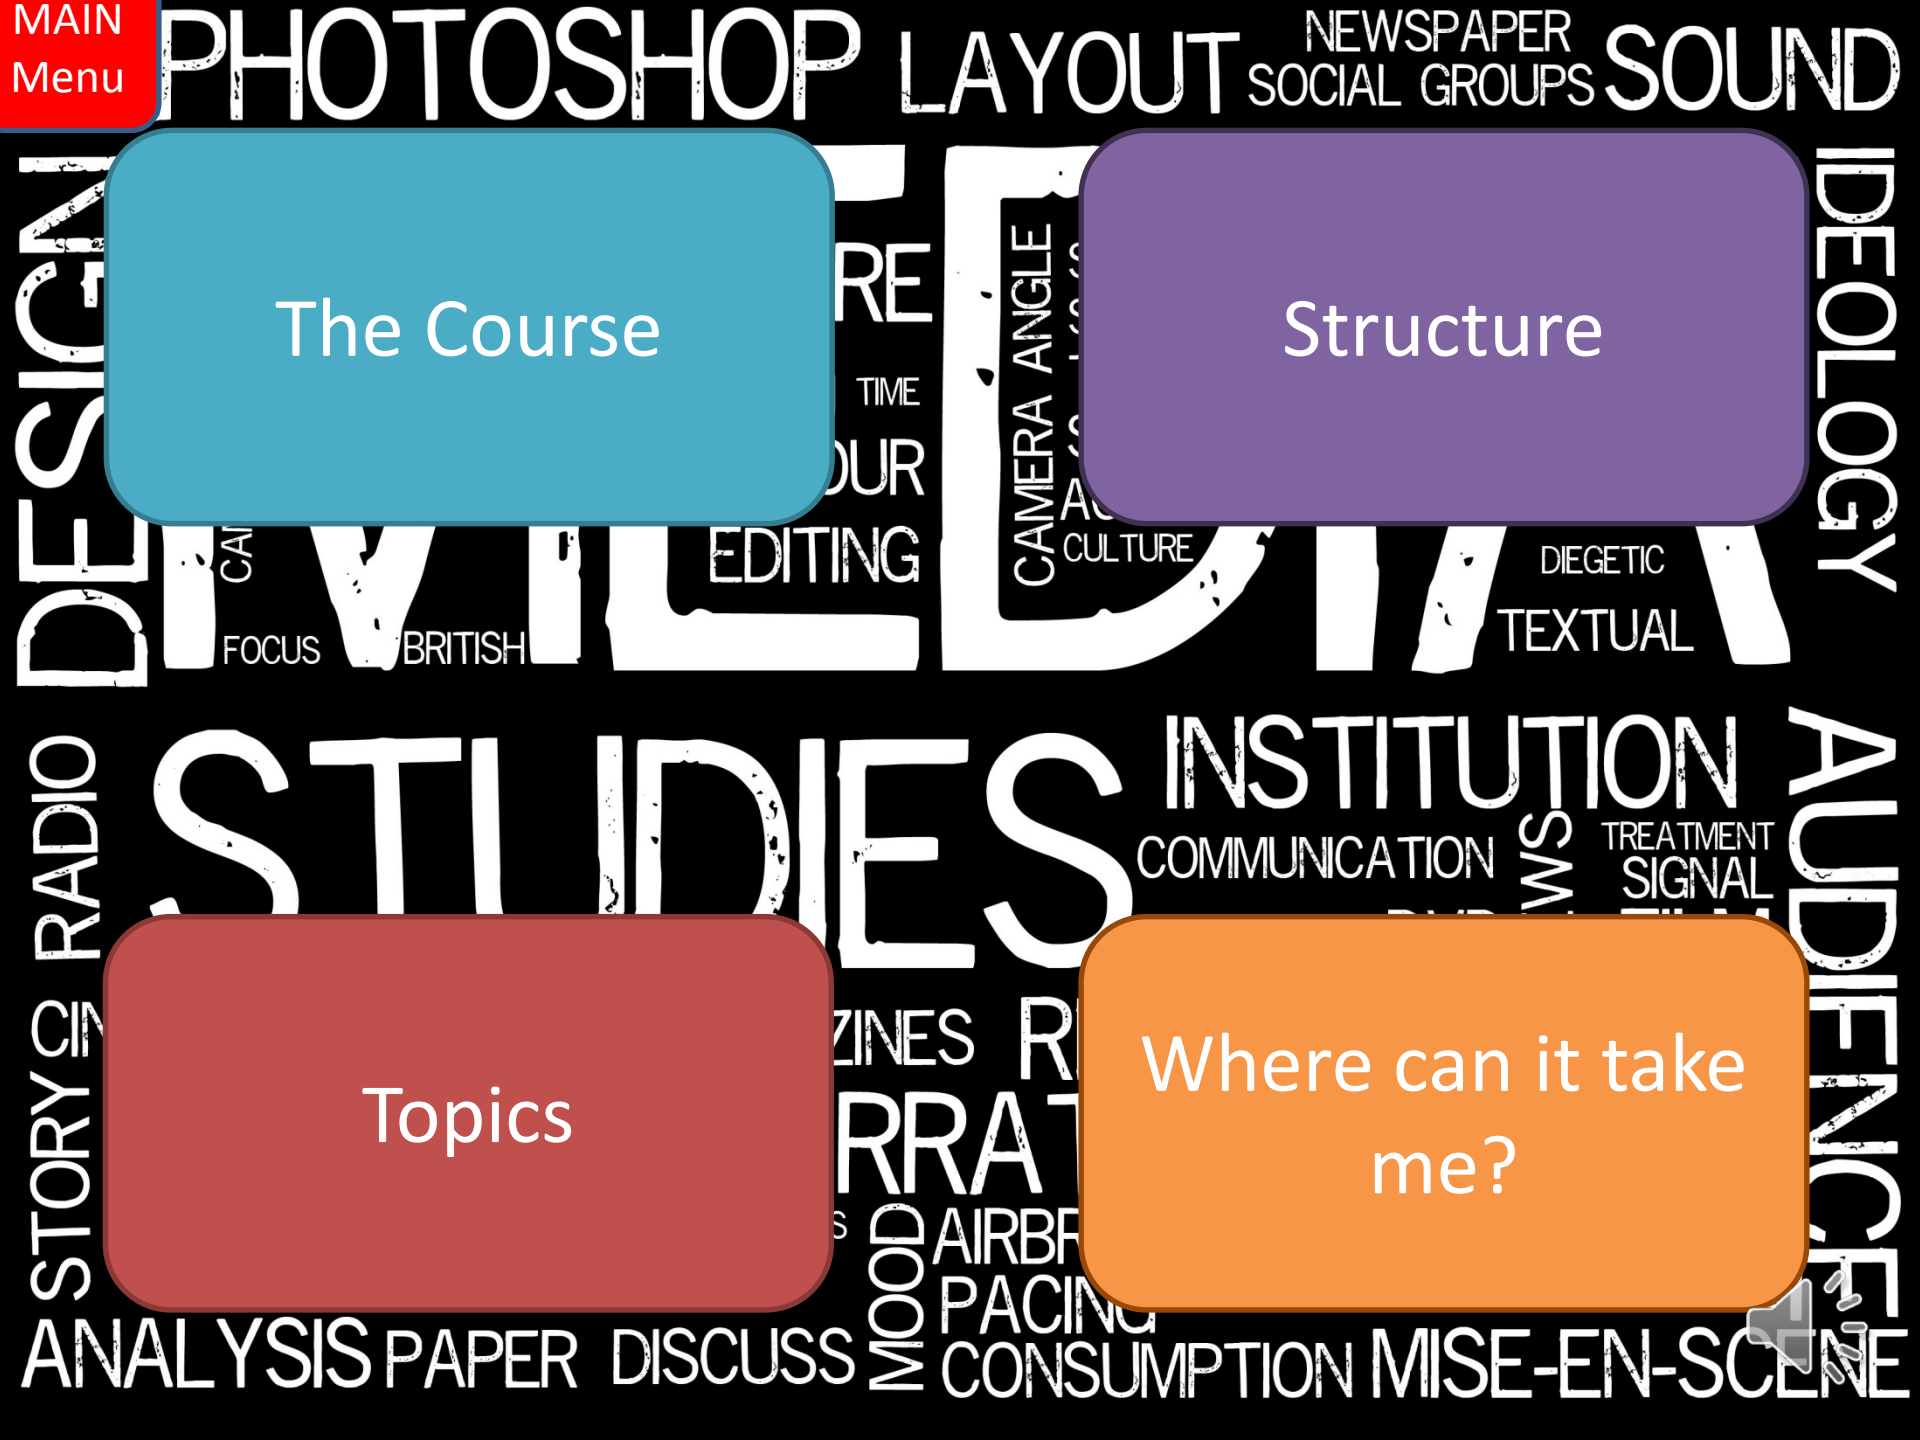 MAIN
Menu
PHOTOSHOP
LAYOUT
NEWSPAPER
SOCIAL GROUPS
SOUND
DESIGN
The Course
Structure
IDEOLOGY
CAMERA ANGLE
TIME
EDITING
CULTURE
DIEGETIC
TEXTUAL
FOCUS
BRITISH
MEDIA
STUDIES
RADIO
INSTITUTION
COMMUNICATION
TREATMENT
SIGNAL
AUDIENCE
STORY
Topics
Where can it take
me?
MOOD
PACING
ANALYSIS
PAPER
DISCUSS
CONSUMPTION
MISE-EN-SCENE